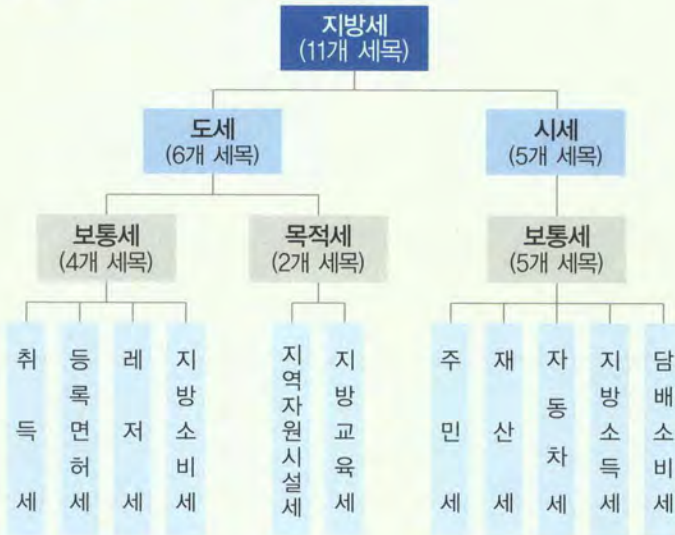 지방세
(11개 세목)
도세
(6개 세목)
시세
(5개 세목)
보통세
(4개 세목)
목적세
(2개 세목)
보통세
(5개 세목)
취득세
등록면허세
레저세
지방소비세
지역자원시설세
지방교육세
주민세
재산세
자동차세
지방소득세
담배소비세